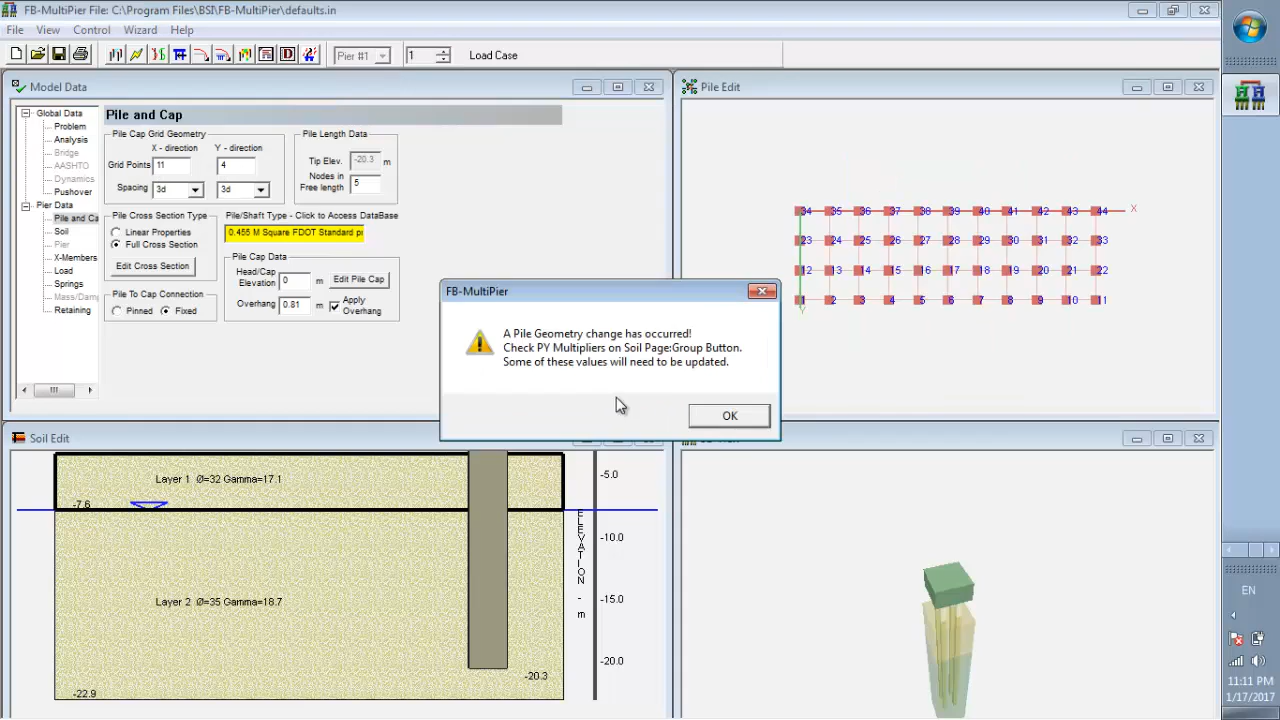 FB-MultiPier File: C:\Program Files\BSI\FB-MultiPier\defaults.in
File View Control Wizard Help
Pier #1 1 Load Case
Model Data
Global Data
Problem
Analysis
Bridge
AASHTO
Dynamics
Pushover
Pier Data
Pile and Ca
Soil
Pier
X-Members
Load
Springs
Mass/Damp
Retaining
Pile and Cap
Pile Cap Grid Geometry
X - direction Y - direction
Grid Points 11 4
Spacing 3d 3d
Pile Length Data
Tip Elev. -20.3 m
Nodes in
Free length 5
Pile Cross Section Type
Linear Properties
Full Cross Section
Edit Cross Section
Pile To Cap Connection
Pinned Fixed
Pile/Shaft Type - Click to Access DataBase
0.455 M Square FDOT Standard pr
Pile Cap Data
Head/Cap
Elevation 0 m Edit Pile Cap
Overhang 0.81 m Apply
Overhang
Pile Edit
34 35 36 37 38 39 40 41 42 43 44 X
23 24 25 26 27 28 29 30 31 32 33
12 13 14 15 16 17 18 19 20 21 22
1 2 3 4 5 6 7 8 9 10 11
Y
FB-MultiPier
A Pile Geometry change has occurred!
Check PY Multipliers on Soil Page:Group Button.
Some of these values will need to be updated.
OK
Soil Edit
Layer 1 Ø=32 Gamma=17.1
-7.6
Layer 2 Ø=35 Gamma=18.7
-22.9
-20.3
-5.0
-10.0
-15.0
-20.0
ELEVATION - m
EN
11:11 PM
1/17/2017